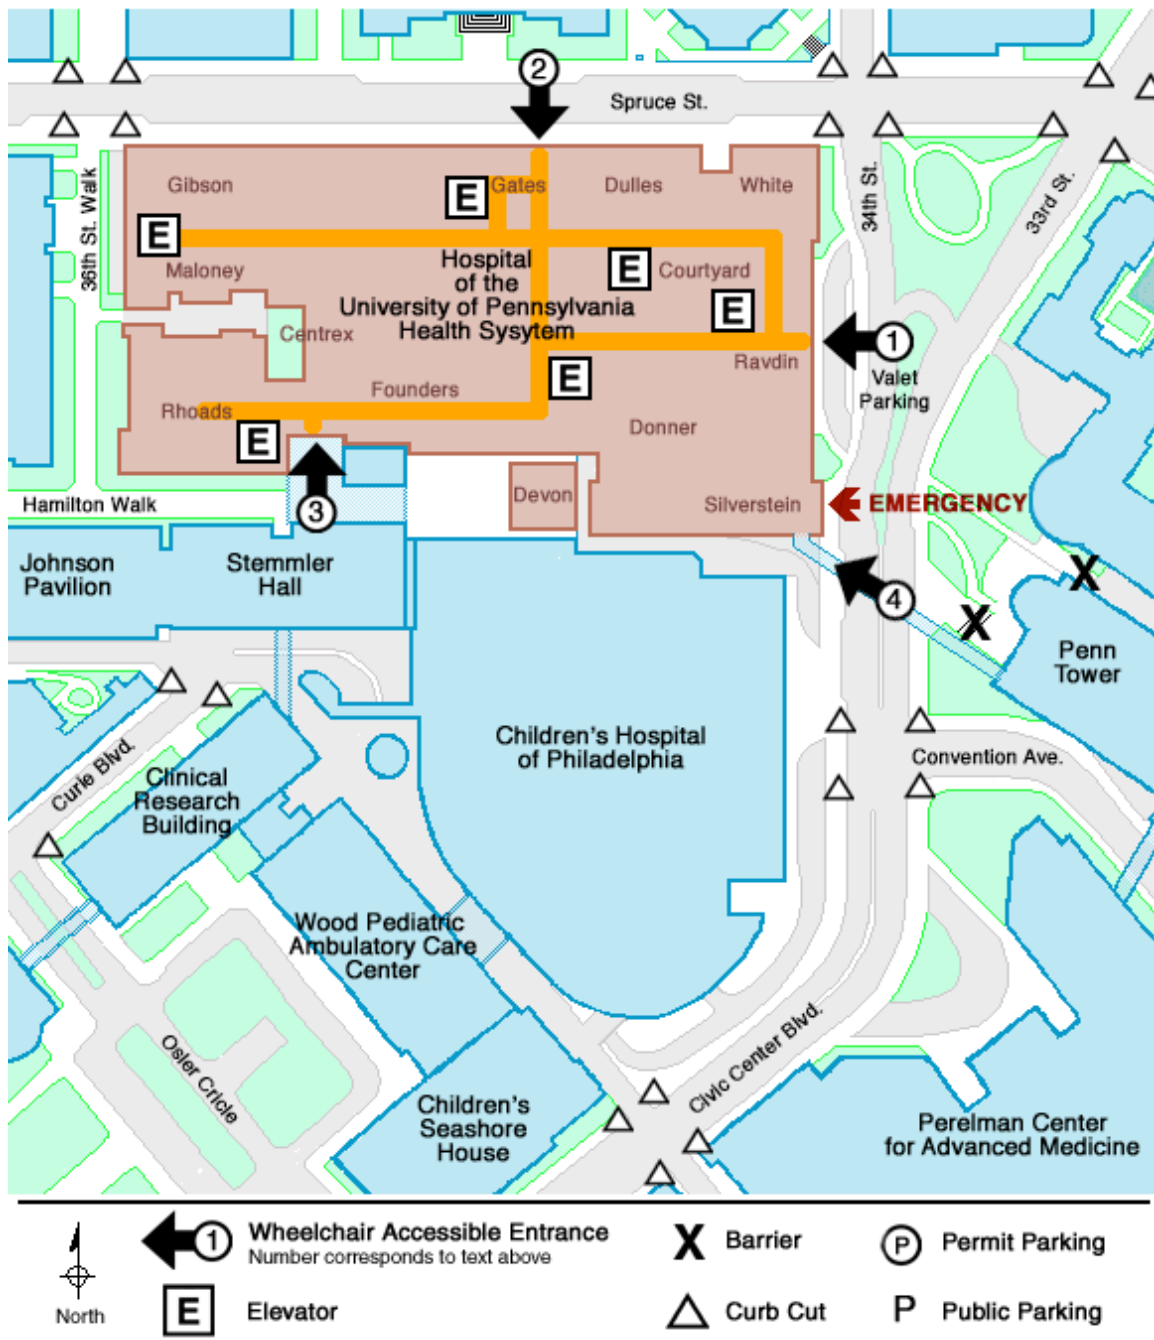 2
Spruce St.
36th St. Walk
34th St.
33rd St.
Gibson
E
Gates
Dulles
White
E
Maloney
Hospital
of the
University of Pennsylvania
Health Sysytem
E
Courtyard
E
Centrex
1
Valet
Parking
Ravdin
E
Founders
Rhoads
E
Donner
Hamilton Walk
3
Devon
Silverstein
EMERGENCY
Johnson
Pavilion
Stemmler
Hall
4
X
X
Penn
Tower
Children's Hospital
of Philadelphia
Convention Ave.
Curie Blvd.
Clinical
Research
Building
Wood Pediatric
Ambulatory Care
Center
Osler Cricle
Civic Center Blvd.
Children's
Seashore
House
Perelman Center
for Advanced Medicine
North
1
Wheelchair Accessible Entrance
Number corresponds to text above
E
Elevator
X
Barrier
Curb Cut
P
Permit Parking
P
Public Parking